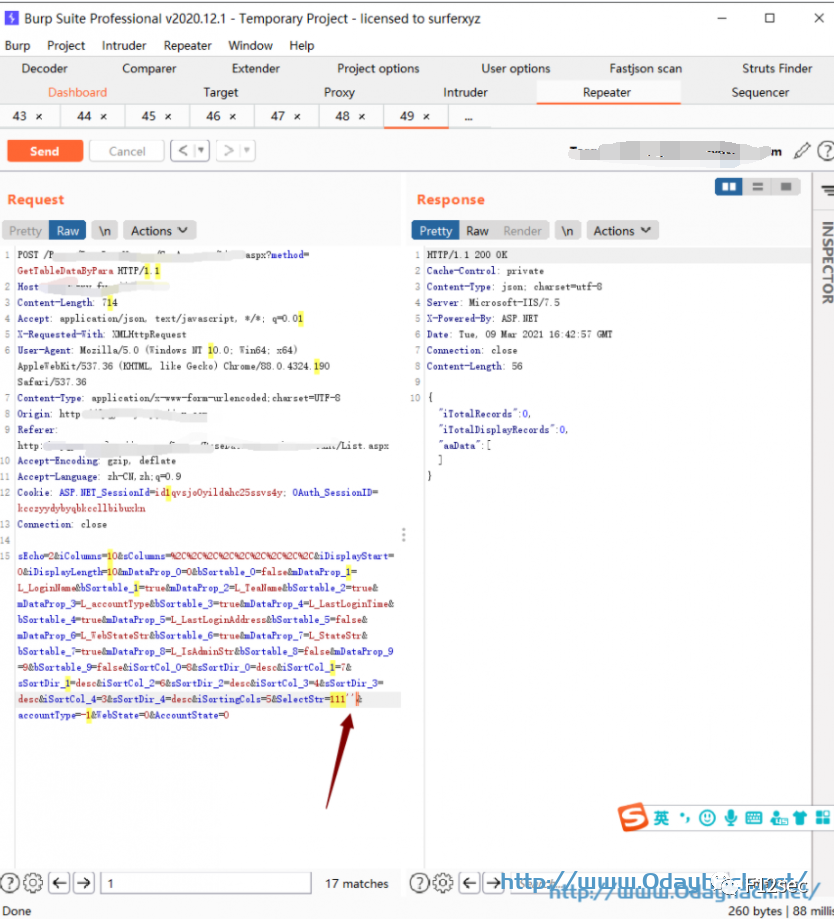 Burp Suite Professional v2020.12.1 - Temporary Project - licensed to surferxyz
Burp Project Intruder Repeater Window Help
Decoder Comparer Extender Project options User options Fastjson scan Struts Finder
Dashboard Target Proxy Intruder Repeater Sequencer
43 × 44 × 45 × 46 × 47 × 48 × 49 × ...
Send Cancel < > m
Request
Pretty Raw \n Actions
1 POST /P aspx?method=
GetTableDataByPara HTTP/1.1
2 Host:
3 Content-Length: 714
4 Accept: application/json, text/javascript, */*; q=0.01
5 X-Requested-With: XMLHttpRequest
6 User-Agent: Mozilla/5.0 (Windows NT 10.0; Win64; x64)
AppleWebKit/537.36 (KHTML, like Gecko) Chrome/88.0.4324.190
Safari/537.36
7 Content-Type: application/x-www-form-urlencoded;charset=UTF-8
8 Origin: http
9 Referer:
http: /List.aspx
10 Accept-Encoding: gzip, deflate
11 Accept-Language: zh-CN,zh;q=0.9
12 Cookie: ASP.NET_SessionId=id1qvsjo0yildahc25ssvs4y; OAuth_SessionID=
kcczyydybyqbkccllbibuxkn
13 Connection: close
14
15 sEcho=2&iColumns=10&sColumns=%2C%2C%2C%2C%2C%2C%2C%2C%2C&iDisplayStart=
0&iDisplayLength=10&mDataProp_0=0&bSortable_0=false&mDataProp_1=
L_LoginName&bSortable_1=true&mDataProp_2=L_TeaName&bSortable_2=true&
mDataProp_3=L_accountType&bSortable_3=true&mDataProp_4=L_LastLoginTime&
bSortable_4=true&mDataProp_5=L_LastLoginAddress&bSortable_5=false&
mDataProp_6=L_WebStateStr&bSortable_6=true&mDataProp_7=L_StateStr&
bSortable_7=true&mDataProp_8=L_IsAdminStr&bSortable_8=false&mDataProp_9
=9&bSortable_9=false&iSortCol_0=8&sSortDir_0=desc&iSortCol_1=7&
sSortDir_1=desc&iSortCol_2=6&sSortDir_2=desc&iSortCol_3=4&sSortDir_3=
desc&iSortCol_4=3&sSortDir_4=desc&iSortingCols=5&SelectStr=111''&
accountType=-1&WebState=0&AccountState=0
1 17 matches
Response
Pretty Raw Render \n Actions
1 HTTP/1.1 200 OK
2 Cache-Control: private
3 Content-Type: json; charset=utf-8
4 Server: Microsoft-IIS/7.5
5 X-Powered-By: ASP.NET
6 Date: Tue, 09 Mar 2021 16:42:57 GMT
7 Connection: close
8 Content-Length: 56
9
10 {
"iTotalRecords":0,
"iTotalDisplayRecords":0,
"aaData":[
]
}
INSPECTOR
英
http://www.0dayhack.net/
http://www.0dayhack.net/
Done 260 bytes | 88 millis